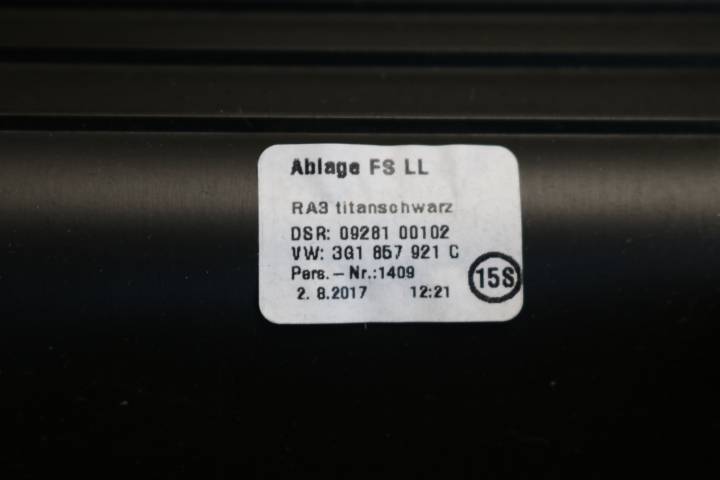 Ablage FS LL
RA3 titanschwarz
DSR: 09281 00102
VW: 3G1 857 921 C
Pers.-Nr.:1409
15S
2. 8.2017 12:21